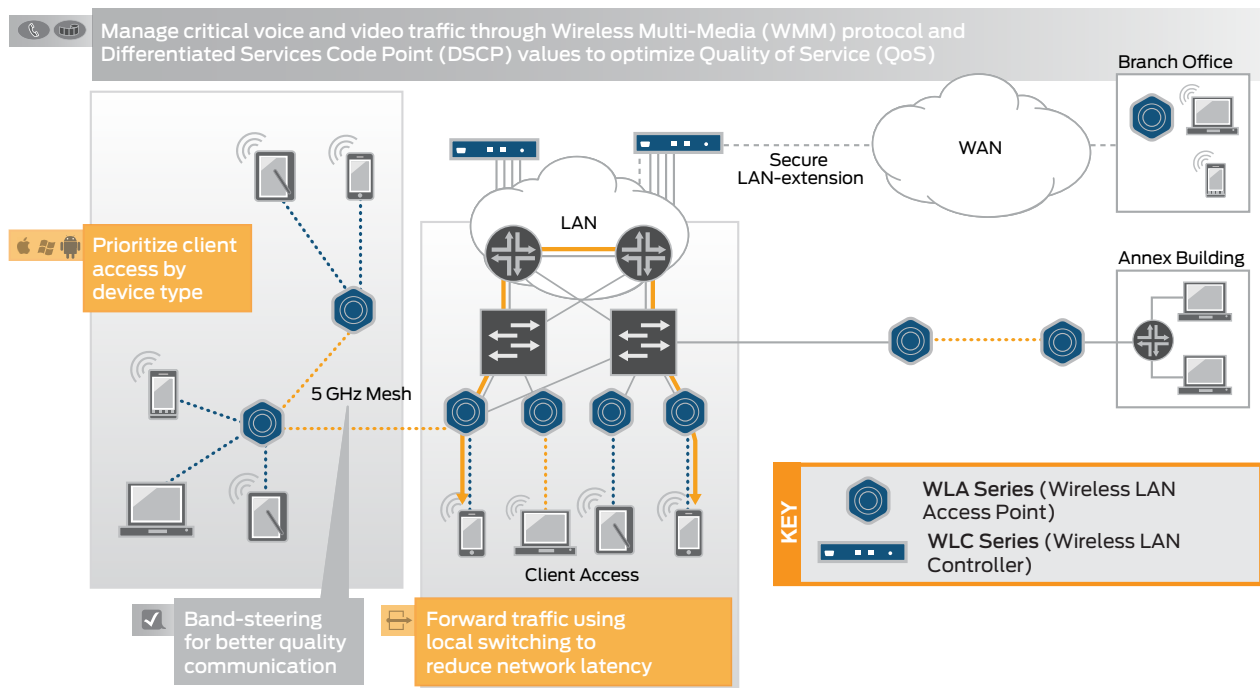 Manage critical voice and video traffic through Wireless Multi-Media (WMM) protocol and
Differentiated Services Code Point (DSCP) values to optimize Quality of Service (QoS)
Branch Office
WAN
Secure
LAN-extension
LAN
Prioritize client
access by
device type
Annex Building
5 GHz Mesh
KEY
WLA Series (Wireless LAN
Access Point)
WLC Series (Wireless LAN
Controller)
Client Access
Band-steering
for better quality
communication
Forward traffic using
local switching to
reduce network latency